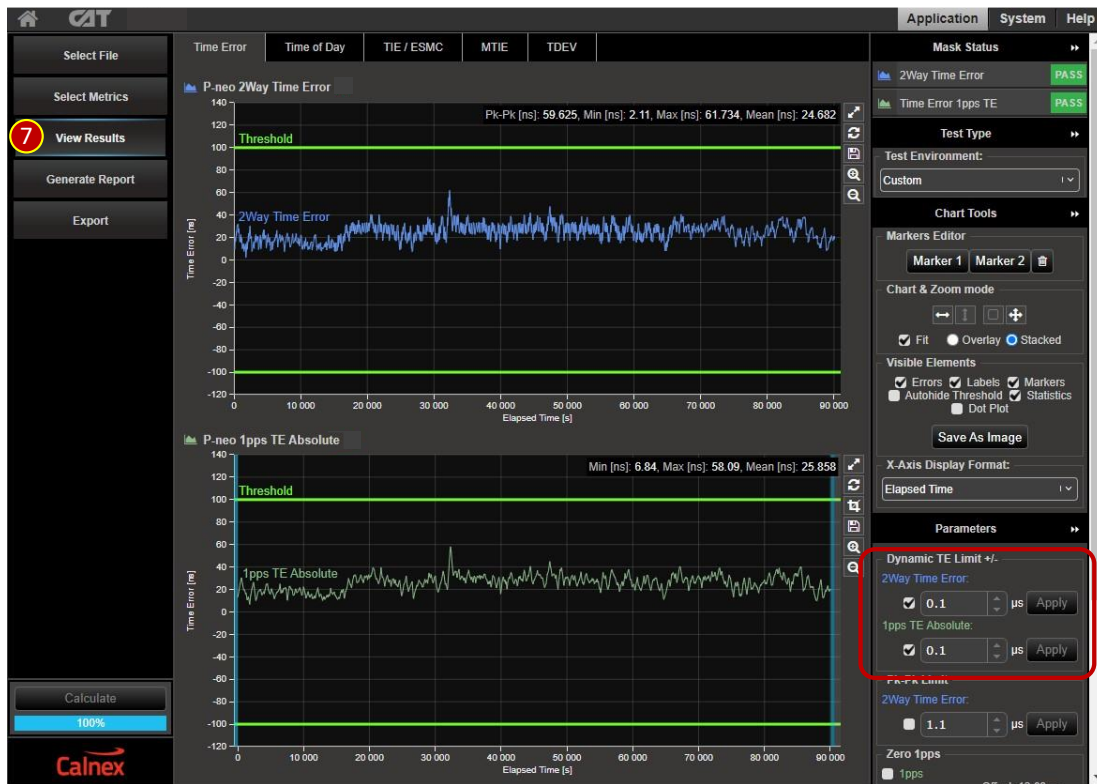 CAT
Application System Help
Select File
Select Metrics
7 View Results
Generate Report
Export
Calculate
100%
Calnex
Time Error Time of Day TIE / ESMC MTIE TDEV
P-neo 2Way Time Error
Pk-Pk [ns]: 59.625, Min [ns]: 2.11, Max [ns]: 61.734, Mean [ns]: 24.682
Threshold
2Way Time Error
Time Error [ns]
140
120
100
80
60
40
20
0
-20
-40
-60
-80
-100
-120
0 10 000 20 000 30 000 40 000 50 000 60 000 70 000 80 000 90 000
Elapsed Time [s]
P-neo 1pps TE Absolute
Min [ns]: 6.84, Max [ns]: 58.09, Mean [ns]: 25.858
Threshold
1pps TE Absolute
Time Error [ns]
140
120
100
80
60
40
20
0
-20
-40
-60
-80
-100
-120
0 10 000 20 000 30 000 40 000 50 000 60 000 70 000 80 000 90 000
Elapsed Time [s]
Mask Status
2Way Time Error PASS
Time Error 1pps TE PASS
Test Type
Test Environment:
Custom
Chart Tools
Markers Editor
Marker 1 Marker 2
Chart & Zoom mode
Fit Overlay Stacked
Visible Elements
Errors Labels Markers
Autohide Threshold Statistics
Dot Plot
Save As Image
X-Axis Display Format:
Elapsed Time
Parameters
Dynamic TE Limit +/-
2Way Time Error:
0.1 µs Apply
1pps TE Absolute:
0.1 µs Apply
Pk-Pk Limit
2Way Time Error:
1.1 µs Apply
Zero 1pps
1pps